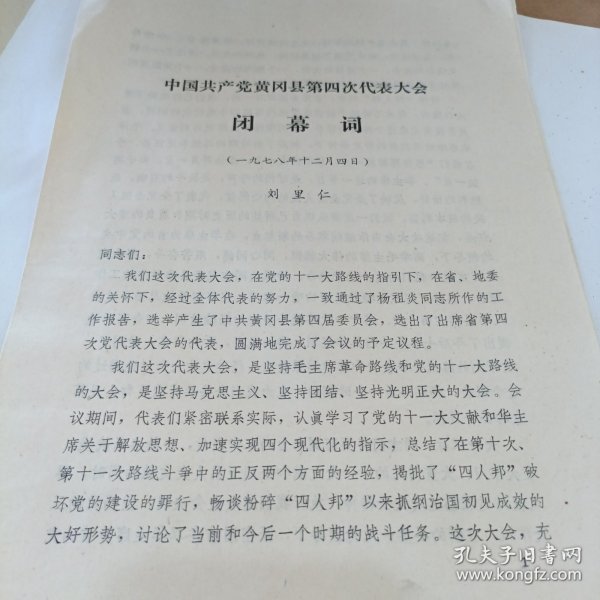 中国共产党黄冈县第四次代表大会
闭幕词
（一九七八年十二月四日）
刘里仁
同志们：
我们这次代表大会，在党的十一大路线的指引下，在省、地委
的关怀下，经过全体代表的努力，一致通过了杨祖炎同志所作的工
作报告，选举产生了中共黄冈县第四届委员会，选出了出席省第四
次党代表大会的代表，圆满地完成了会议的予定议程。
我们这次代表大会，是坚持毛主席革命路线和党的十一大路线
的大会，是坚持马克思主义、坚持团结、坚持光明正大的大会。会
议期间，代表们紧密联系实际，认真学习了党的十一大文献和华主
席关于解放思想、加速实现四个现代化的指示，总结了在第十次、
第十一次路线斗争中的正反两个方面的经验，揭批了“四人邦”破
坏党的建设的罪行，畅谈粉碎“四人邦”以来抓纲治国初见成效的
大好形势，讨论了当前和今后一个时期的战斗任务。这次大会，充
1
孔夫子旧书网
www.kongfz.com